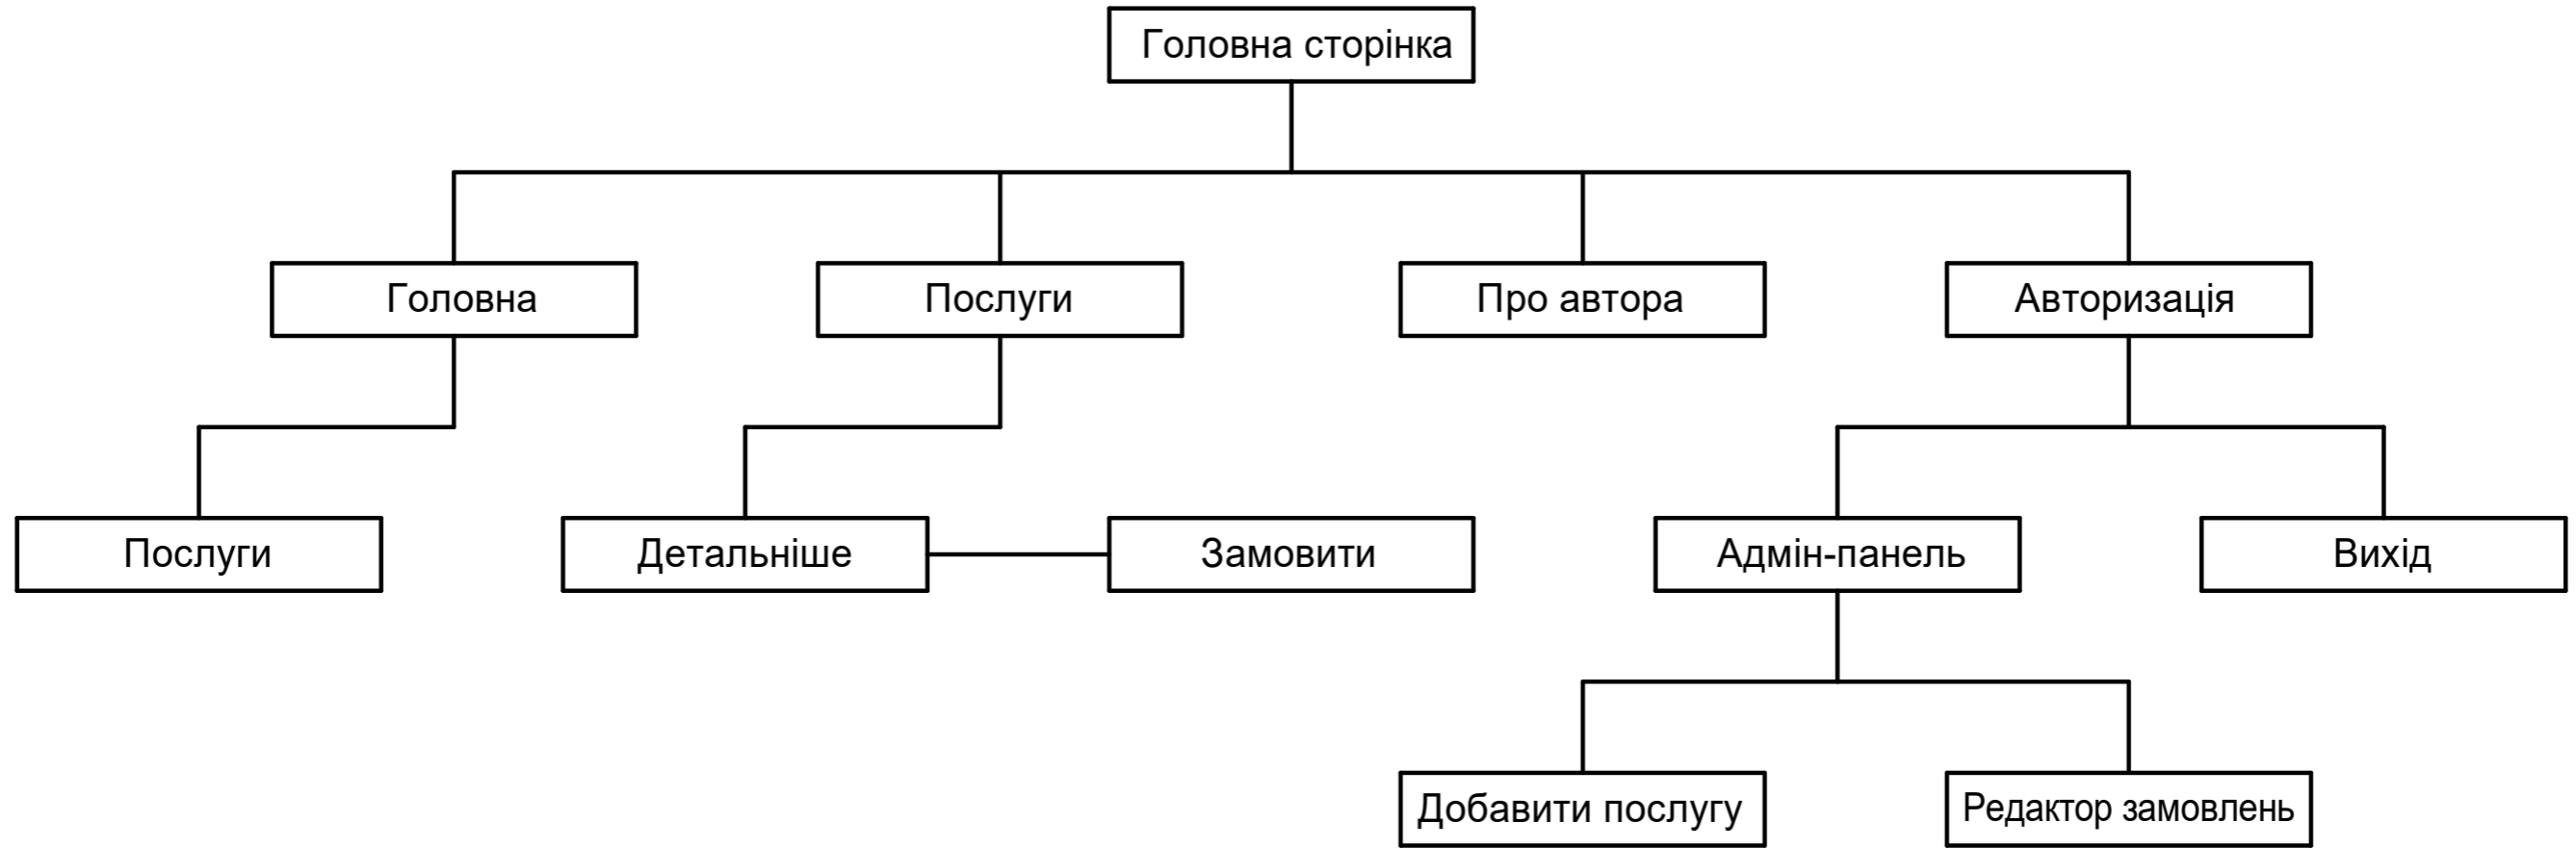 Головна сторінка
Головна
Послуги
Про автора
Авторизація
Послуги
Детальніше
Замовити
Адмін-панель
Вихід
Добавити послугу
Редактор замовлень